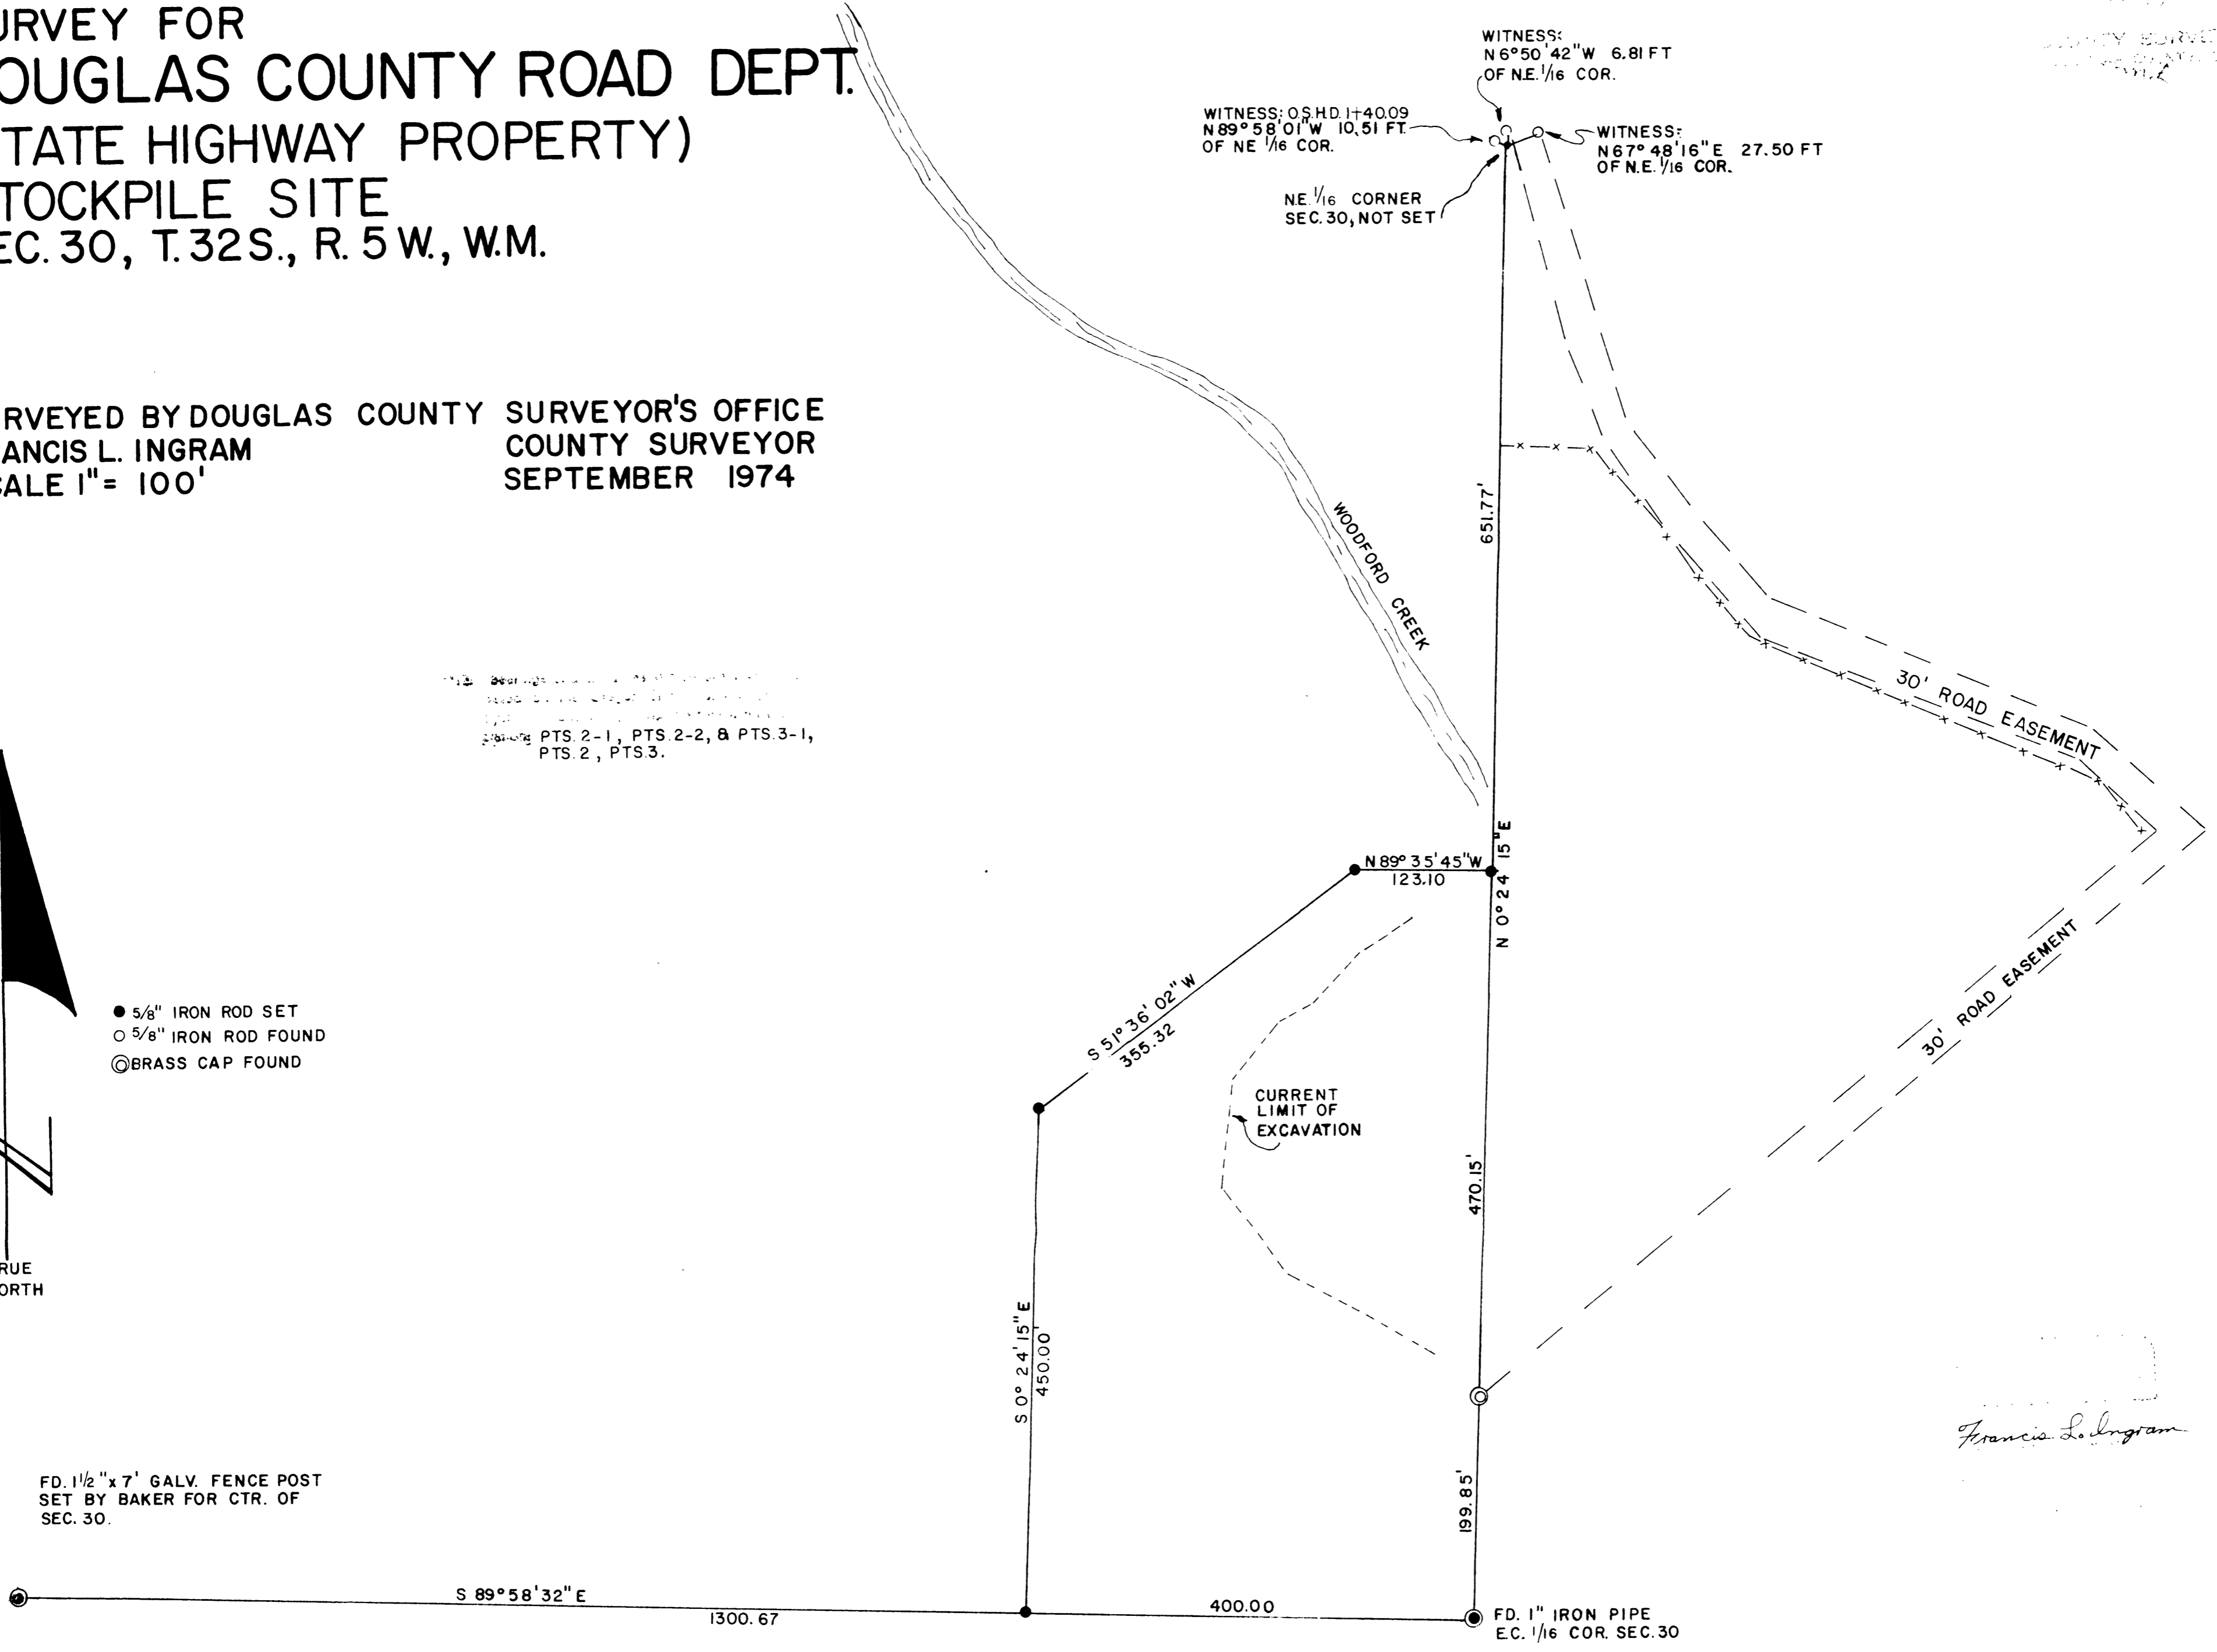 URVEY FOR
OUGLAS COUNTY ROAD DEPT.
TATE HIGHWAY PROPERTY)
TOCKPILE SITE
EC. 30, T. 32 S., R. 5 W., W.M.
RVEYED BY DOUGLAS COUNTY SURVEYOR'S OFFICE
ANCIS L. INGRAM COUNTY SURVEYOR
CALE 1"= 100' SEPTEMBER 1974
WITNESS:
N 6°50'42"W 6.81 FT
OF N.E. 1/16 COR.
WITNESS: O.S.H.D. 1+40.09
N 89°58'01"W 10.51 FT.
OF NE 1/16 COR.
WITNESS:
N 67°48'16"E 27.50 FT
OF N.E. 1/16 COR.
N.E. 1/16 CORNER
SEC. 30, NOT SET
651.77'
WOODFORD CREEK
30' ROAD EASEMENT
PTS. 2-1, PTS. 2-2, & PTS. 3-1,
PTS. 2, PTS. 3.
N 89° 35' 45"W
123.10
N 0° 24 15"E
S 51° 36' 02" W
355.32
30' ROAD EASEMENT
5/8" IRON ROD SET
5/8" IRON ROD FOUND
BRASS CAP FOUND
CURRENT
LIMIT OF
EXCAVATION
470.15'
RUE
ORTH
S 0° 24' 15" E
450.00'
Francis L. Ingram
FD. 1 1/2"x 7' GALV. FENCE POST
SET BY BAKER FOR CTR. OF
SEC. 30.
199.85'
S 89°58'32" E
1300.67
400.00
FD. 1" IRON PIPE
E.C. 1/16 COR. SEC. 30